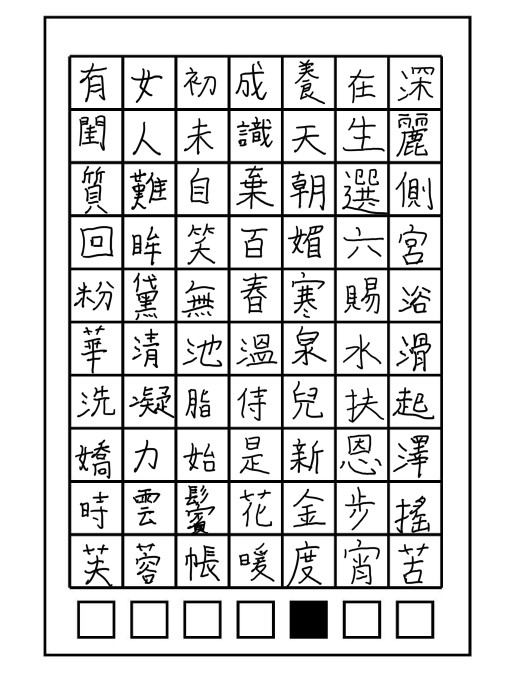 有女初成養在深
閨人未識天生麗
質難自棄朝選側
回眸笑百媚六宮
粉黛無春寒賜浴
華清池溫泉水滑
洗凝脂侍兒扶起
嬌力始是新恩澤
時雲鬢花金步搖
芙蓉帳暖度宵苦